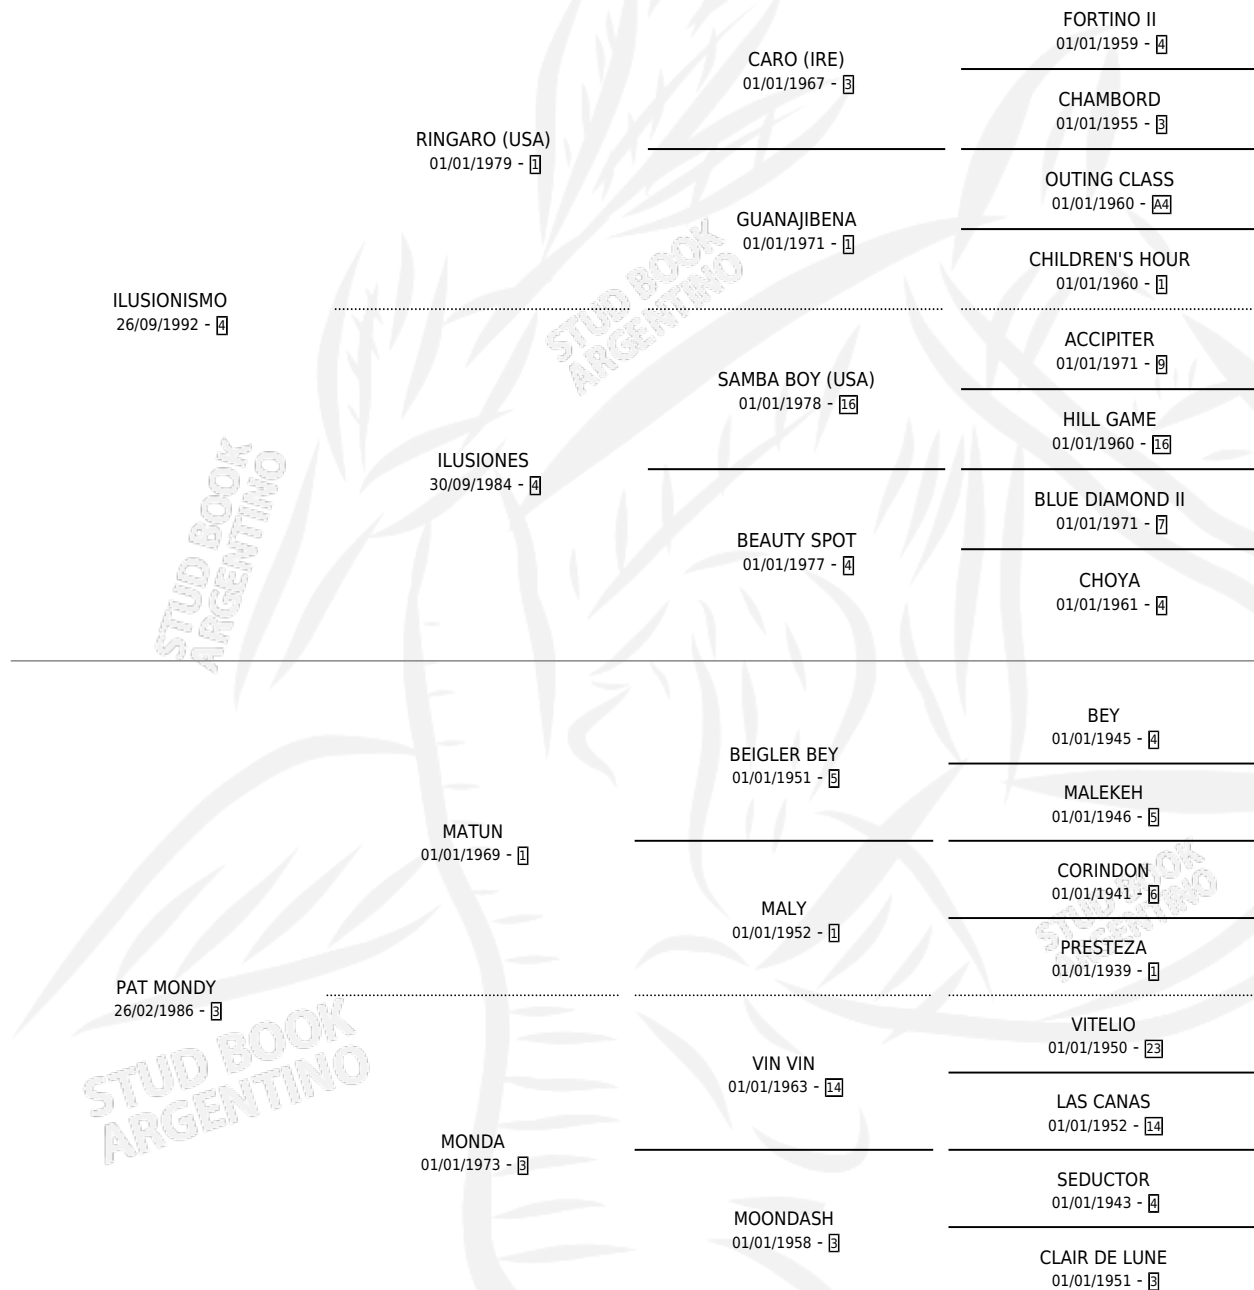 FORTINO II
01/01/1959 - 4
CARO (IRE)
01/01/1967 - 3
CHAMBORD
01/01/1955 - 3
RINGARO (USA)
01/01/1979 - 1
OUTING CLASS
01/01/1960 - A4
GUANAJIBENA
01/01/1971 - 1
CHILDREN'S HOUR
01/01/1960 - 1
ILUSIONISMO
26/09/1992 - 4
STUD BOOK
ARGENTINO
ACCIPITER
01/01/1971 - 9
SAMBA BOY (USA)
01/01/1978 - 16
HILL GAME
01/01/1960 - 16
ILUSIONES
30/09/1984 - 4
BLUE DIAMOND II
01/01/1971 - 7
BEAUTY SPOT
01/01/1977 - 4
CHOYA
01/01/1961 - 4
STUD BOOK
ARGENTINO
BEY
01/01/1945 - 4
BEIGLER BEY
01/01/1951 - 5
MALEKEH
01/01/1946 - 5
MATUN
01/01/1969 - 1
CORINDON
01/01/1941 - 6
MALY
01/01/1952 - 1
PRESTEZA
01/01/1939 - 1
STUD BOOK
ARGENTINO
PAT MONDY
26/02/1986 - 3
STUD BOOK
ARGENTINO
VITELIO
01/01/1950 - 23
VIN VIN
01/01/1963 - 14
LAS CANAS
01/01/1952 - 14
MONDA
01/01/1973 - 3
SEDUCTOR
01/01/1943 - 4
MOONDASH
01/01/1958 - 3
CLAIR DE LUNE
01/01/1951 - 3